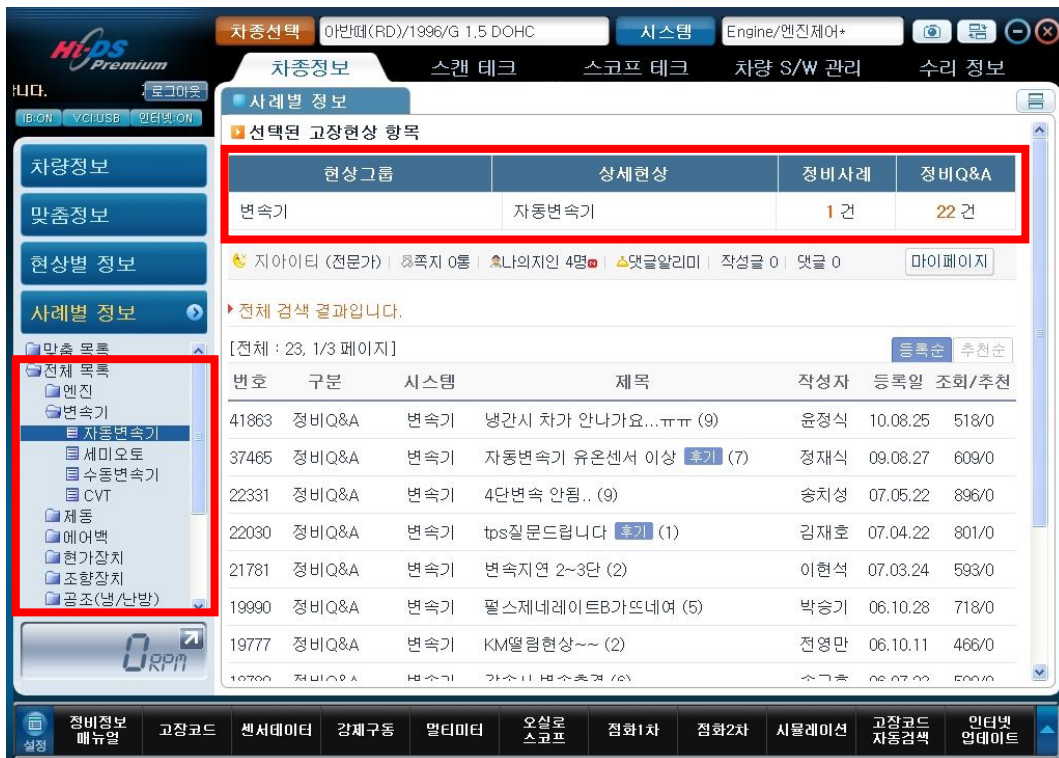 Hi-DS Premium
차종선택 아반떼(RD)/1996/G 1.5 DOHC 시스템 Engine/엔진제어*
차종정보 스캔 테크 스코프 테크 차량 S/W 관리 수리 정보
니다. 로그아웃
IB:ON VCI:USB 인터넷:ON
차량정보
맞춤정보
현상별 정보
사례별 정보
맞춤 목록
전체 목록
엔진
변속기
자동변속기
세미오토
수동변속기
CVT
제동
에어백
현가장치
조향장치
공조(냉/난방)
0 RPM
사례별 정보
선택된 고장현상 항목
현상그룹 상세현상 정비사례 정비Q&A
변속기 자동변속기 1 건 22 건
지아이티 (전문가) 쪽지 0통 나의지인 4명 댓글알리미 작성글 0 댓글 0 마이페이지
전체 검색 결과입니다.
[전체 : 23, 1/3 페이지] 등록순 추천순
번호 구분 시스템 제목 작성자 등록일 조회/추천
41863 정비Q&A 변속기 냉간시 차가 안나가요...ㅠㅠ (9) 윤정식 10.08.25 518/0
37465 정비Q&A 변속기 자동변속기 유온센서 이상 후기 (7) 정재식 09.08.27 609/0
22331 정비Q&A 변속기 4단변속 안됨.. (9) 송치성 07.05.22 896/0
22030 정비Q&A 변속기 tps질문드립니다 후기 (1) 김재호 07.04.22 801/0
21781 정비Q&A 변속기 변속지연 2~3단 (2) 이현석 07.03.24 593/0
19990 정비Q&A 변속기 펄스제네레이트B가뜨네여 (5) 박승기 06.10.28 718/0
19777 정비Q&A 변속기 KM떨림현상~~ (2) 전영만 06.10.11 466/0
설정 정비정보 매뉴얼 고장코드 센서데이터 강제구동 멀티미터 오실로 스코프 점화1차 점화2차 시뮬레이션 고장코드 자동검색 인터넷 업데이트